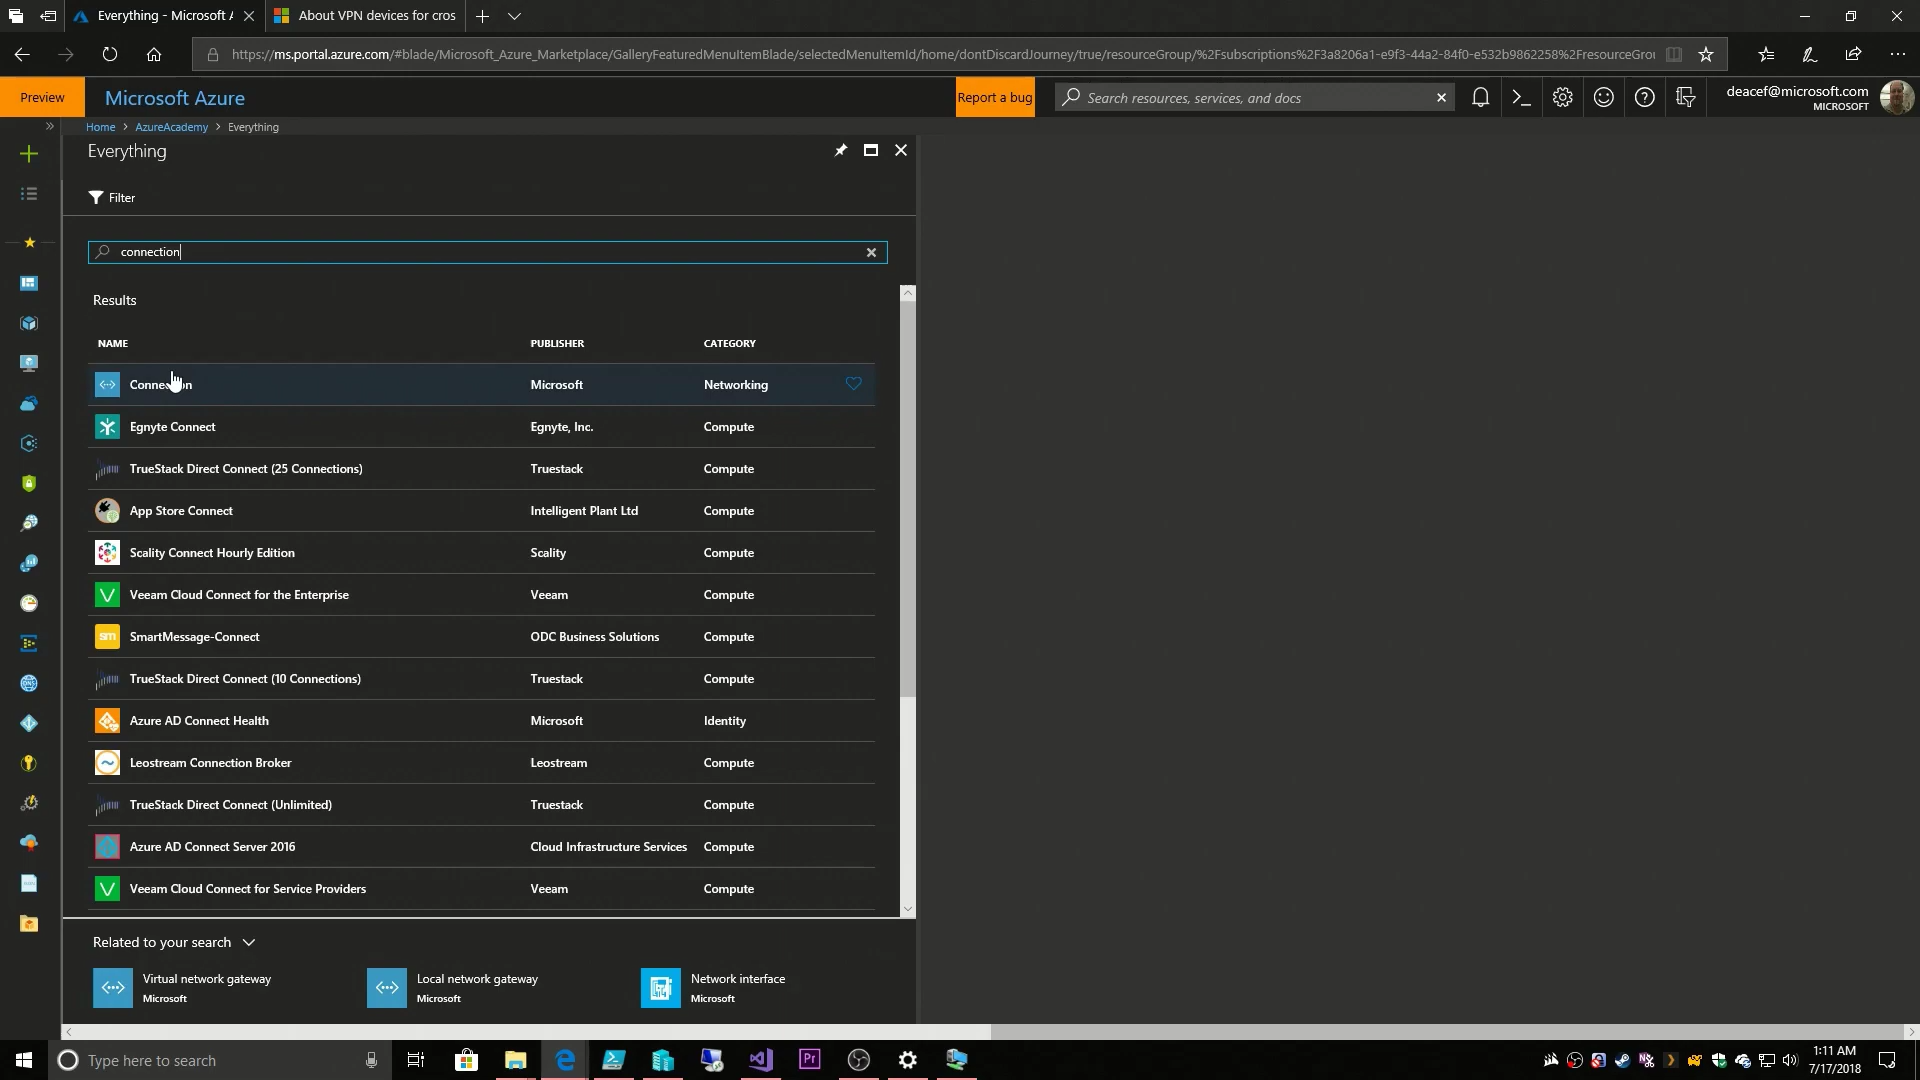 Everything - Microsoft A
About VPN devices for cros
https://ms.portal.azure.com/#blade/Microsoft_Azure_Marketplace/GalleryFeaturedMenuItemBlade/selectedMenuItemId/home/dontDiscardJourney/true/resourceGroup/%2Fsubscriptions%2F3a8206a1-e9f3-44a2-84f0-e532b9862258%2FresourceGrou
Preview
Microsoft Azure
Report a bug
Search resources, services, and docs
deacef@microsoft.com
MICROSOFT
Home > AzureAcademy > Everything
Everything
Filter
connection
Results
NAME PUBLISHER CATEGORY
Connection Microsoft Networking
Egnyte Connect Egnyte, Inc. Compute
TrueStack Direct Connect (25 Connections) Truestack Compute
App Store Connect Intelligent Plant Ltd Compute
Scality Connect Hourly Edition Scality Compute
Veeam Cloud Connect for the Enterprise Veeam Compute
sm SmartMessage-Connect ODC Business Solutions Compute
TrueStack Direct Connect (10 Connections) Truestack Compute
Azure AD Connect Health Microsoft Identity
Leostream Connection Broker Leostream Compute
TrueStack Direct Connect (Unlimited) Truestack Compute
Azure AD Connect Server 2016 Cloud Infrastructure Services Compute
Veeam Cloud Connect for Service Providers Veeam Compute
Related to your search
Virtual network gateway
Microsoft
Local network gateway
Microsoft
Network interface
Microsoft
Type here to search
Pr
1:11 AM
7/17/2018